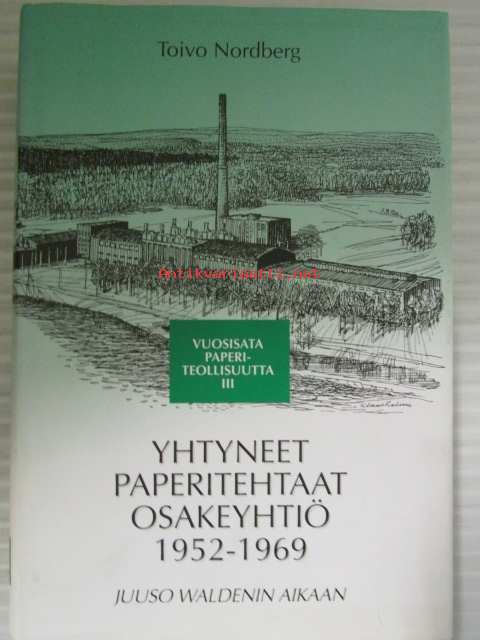 Toivo Nordberg
Antikvariaatti.net
VUOSISATA
PAPERI-
TEOLLISUUTTA
III
YHTYNEET
PAPERITEHTAAT
OSAKEYHTIÖ
1952-1969
JUUSO WALDENIN AIKAAN